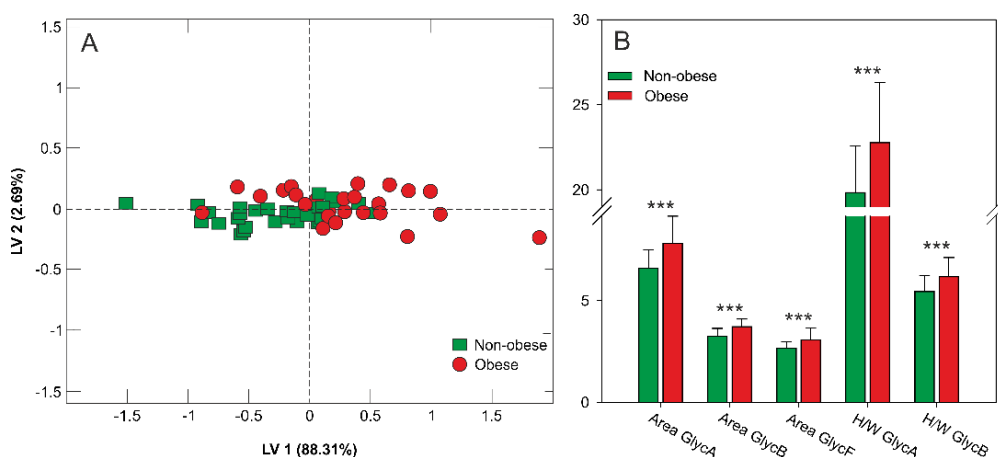 A
1.5
1
0.5
0
-0.5
-1
-1.5
LV 2 (2.69%)
Non-obese
Obese
-1.5
-1
-0.5
0
0.5
1
1.5
LV 1 (88.31%)
B
30
25
20
5
0
Non-obese
Obese
***
***
***
***
***
Area GlycA
Area GlycB
Area GlycF
H/W GlycA
H/W GlycB